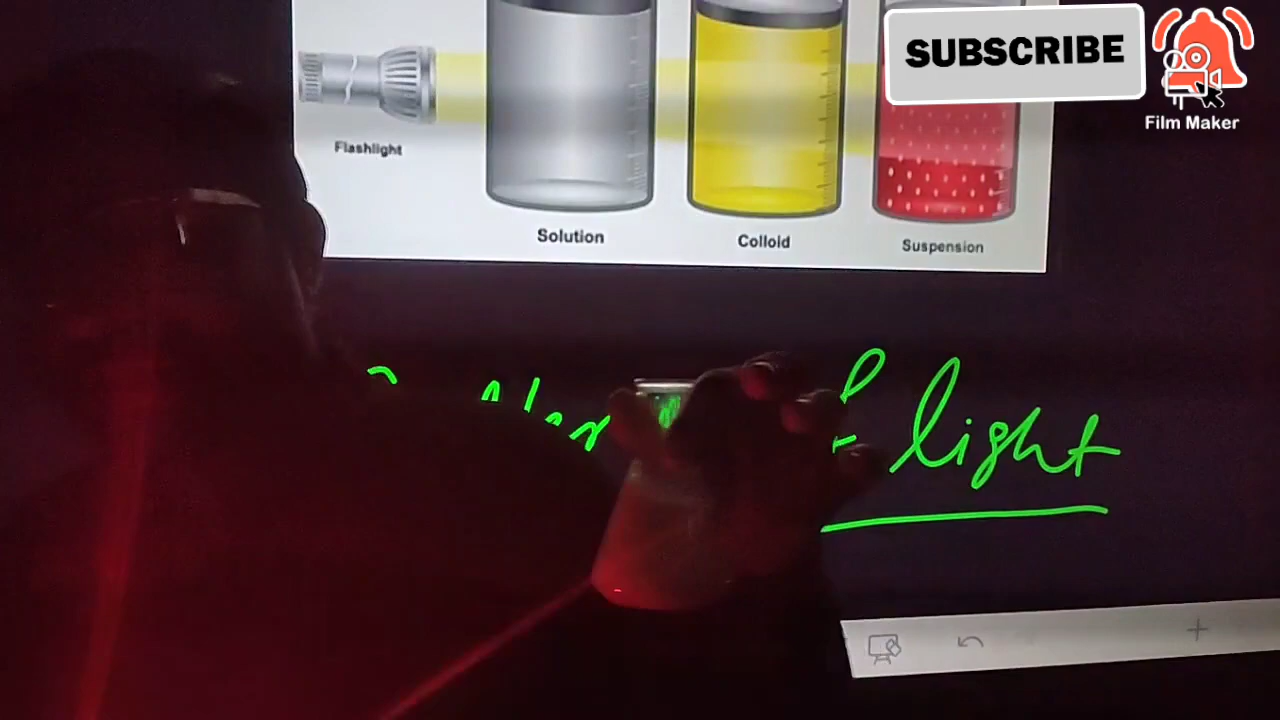 SUBSCRIBE
Film Maker
Flashlight
Solution
Colloid
Suspension
light